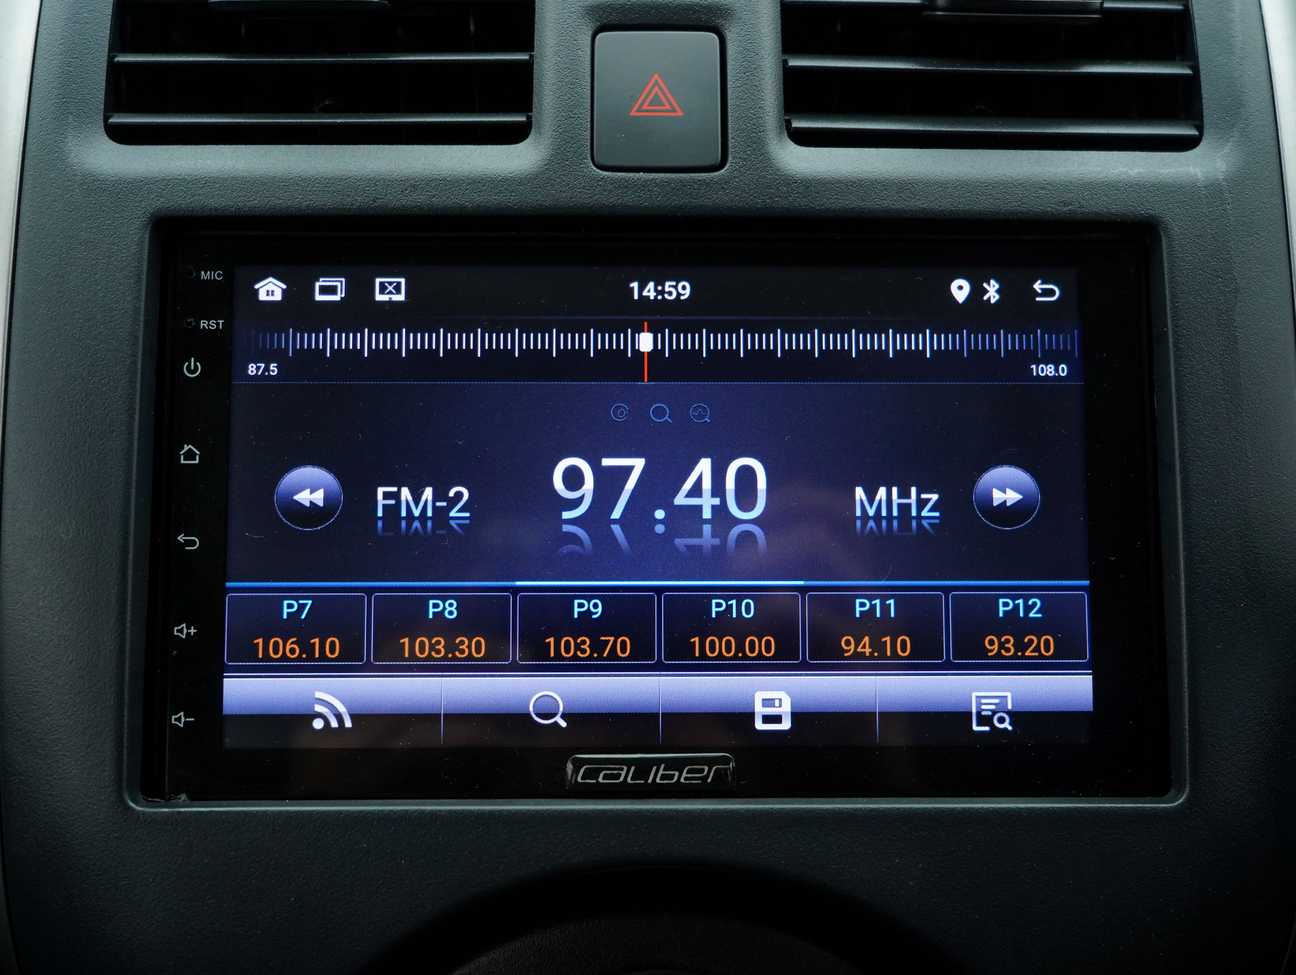 MIC
RST
14:59
87.5 108.0
FM-2 97.40 MHz
P7 P8 P9 P10 P11 P12
106.10 103.30 103.70 100.00 94.10 93.20
caliber